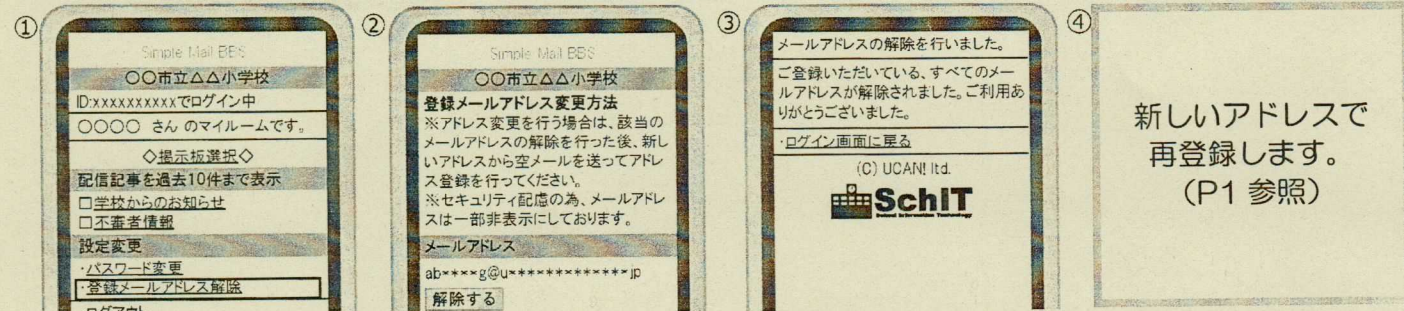 ①
Simple Mail BBS
〇〇市立△△小学校
ID:xxxxxxxxxxでログイン中
〇〇〇〇 さん のマイルームです。
◇掲示板選択◇
配信記事を過去10件まで表示
□学校からのお知らせ
□不審者情報
設定変更
・パスワード変更
・登録メールアドレス解除
ログアウト
②
Simple Mail BBS
〇〇市立△△小学校
登録メールアドレス変更方法
※アドレス変更を行う場合は、該当の
メールアドレスの解除を行った後、新し
いアドレスから空メールを送ってアドレ
ス登録を行ってください。
※セキュリティ配慮の為、メールアドレ
スは一部非表示にしております。
メールアドレス
ab****g@u*************jp
解除する
③
メールアドレスの解除を行いました。
ご登録いただいている、すべてのメー
ルアドレスが解除されました。ご利用あ
りがとうございました。
・ログイン画面に戻る
(C) UCAN! ltd.
SchIT
School Information Technology
④
新しいアドレスで
再登録します。
(P1 参照)